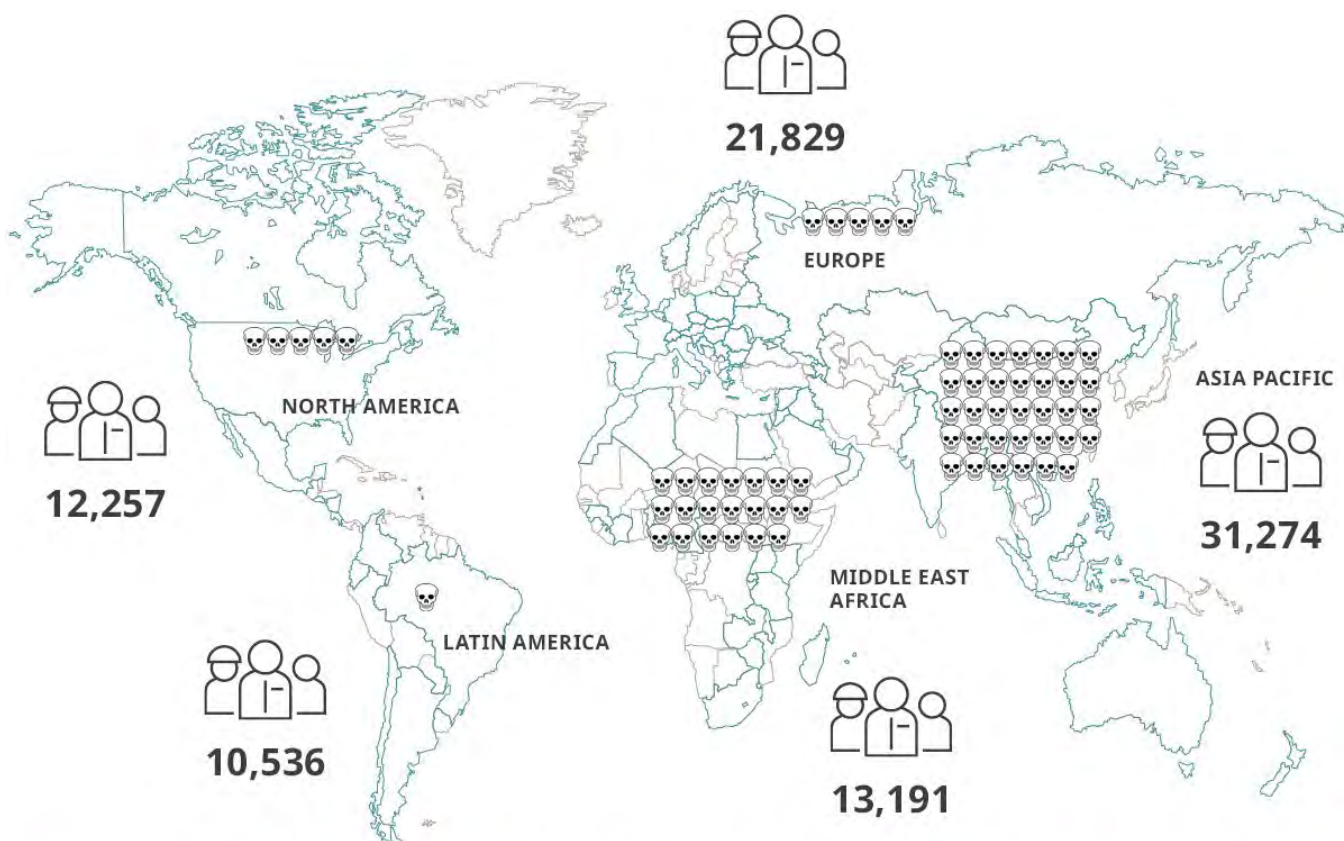 21,829
EUROPE
NORTH AMERICA
12,257
ASIA PACIFIC
31,274
MIDDLE EAST
AFRICA
13,191
LATIN AMERICA
10,536